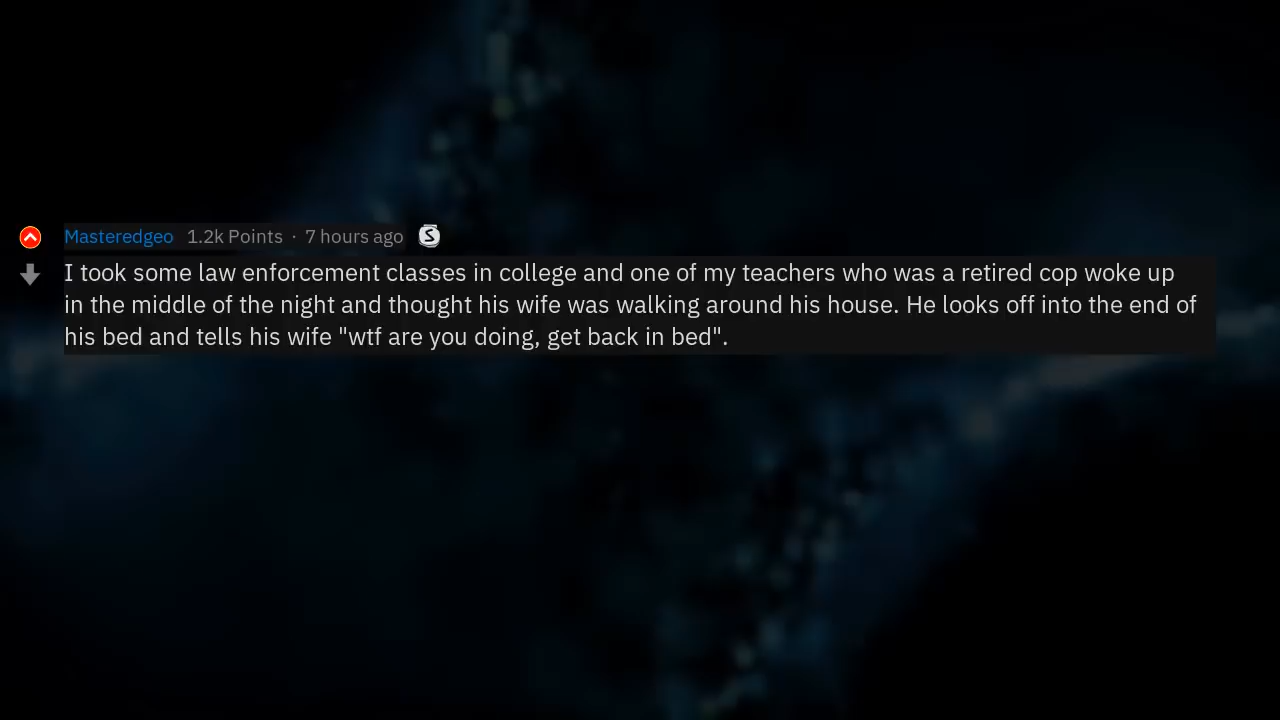 Masteredgeo 1.2k Points · 7 hours ago S
I took some law enforcement classes in college and one of my teachers who was a retired cop woke up
in the middle of the night and thought his wife was walking around his house. He looks off into the end of
his bed and tells his wife "wtf are you doing, get back in bed".